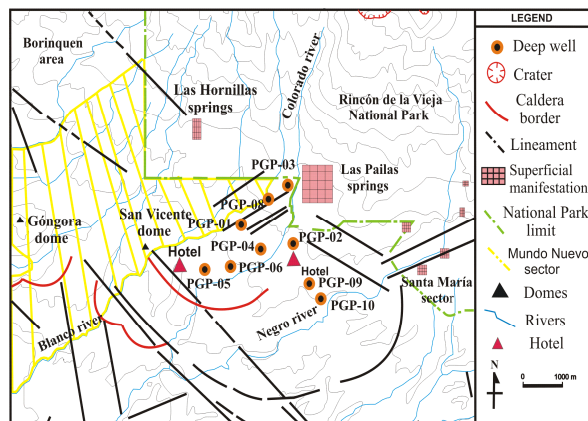 Borinquen
area
Las Hornillas
springs
Colorado river
Rincón de la Vieja
National Park
PGP-03
Las Pailas
springs
PGP-08
San Vicente
dome
PGP-01
Góngora
dome
PGP-04
PGP-02
Hotel
PGP-06
PGP-05
Hotel
PGP-09
Santa María
sector
PGP-10
Negro river
Blanco river
LEGEND
Deep well
Crater
Caldera
border
Lineament
Superficial
manifestation
National Park
limit
Mundo Nuevo
sector
Domes
Rivers
Hotel
N
0 1000 m